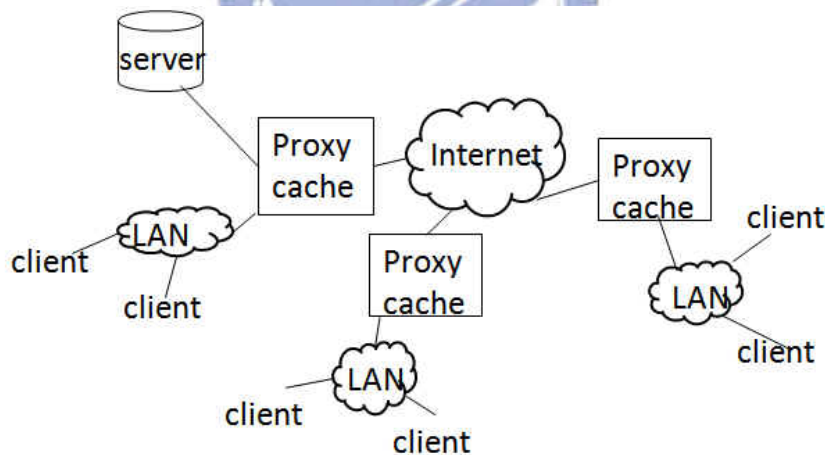 server
Proxy
cache
Internet
Proxy
cache
client
LAN
client
client
Proxy
cache
LAN
client
LAN
client
client